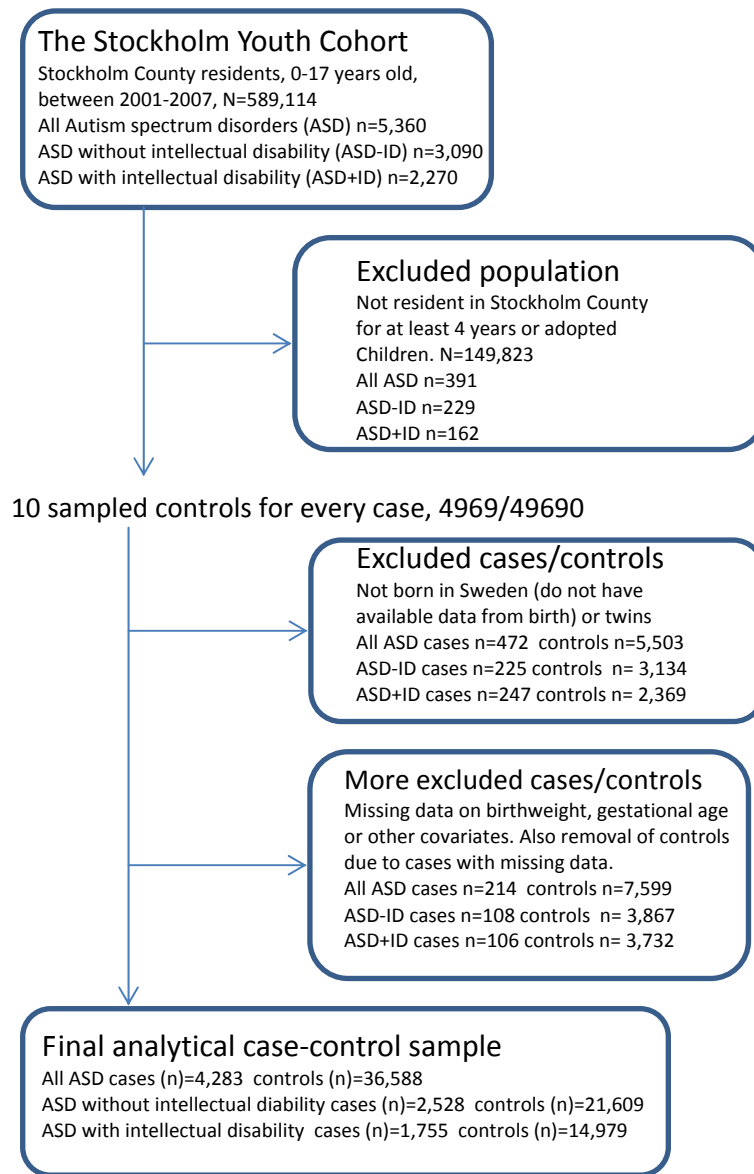 The Stockholm Youth Cohort
Stockholm County residents, 0-17 years old,
between 2001-2007, N=589,114
All Autism spectrum disorders (ASD) n=5,360
ASD without intellectual disability (ASD-ID) n=3,090
ASD with intellectual disability (ASD+ID) n=2,270
Excluded population
Not resident in Stockholm County
for at least 4 years or adopted
Children. N=149,823
All ASD n=391
ASD-ID n=229
ASD+ID n=162
10 sampled controls for every case, 4969/49690
Excluded cases/controls
Not born in Sweden (do not have
available data from birth) or twins
All ASD cases n=472 controls n=5,503
ASD-ID cases n=225 controls n= 3,134
ASD+ID cases n=247 controls n= 2,369
More excluded cases/controls
Missing data on birthweight, gestational age
or other covariates. Also removal of controls
due to cases with missing data.
All ASD cases n=214 controls n=7,599
ASD-ID cases n=108 controls n= 3,867
ASD+ID cases n=106 controls n= 3,732
Final analytical case-control sample
All ASD cases (n)=4,283 controls (n)=36,588
ASD without intellectual diability cases (n)=2,528 controls (n)=21,609
ASD with intellectual disability cases (n)=1,755 controls (n)=14,979